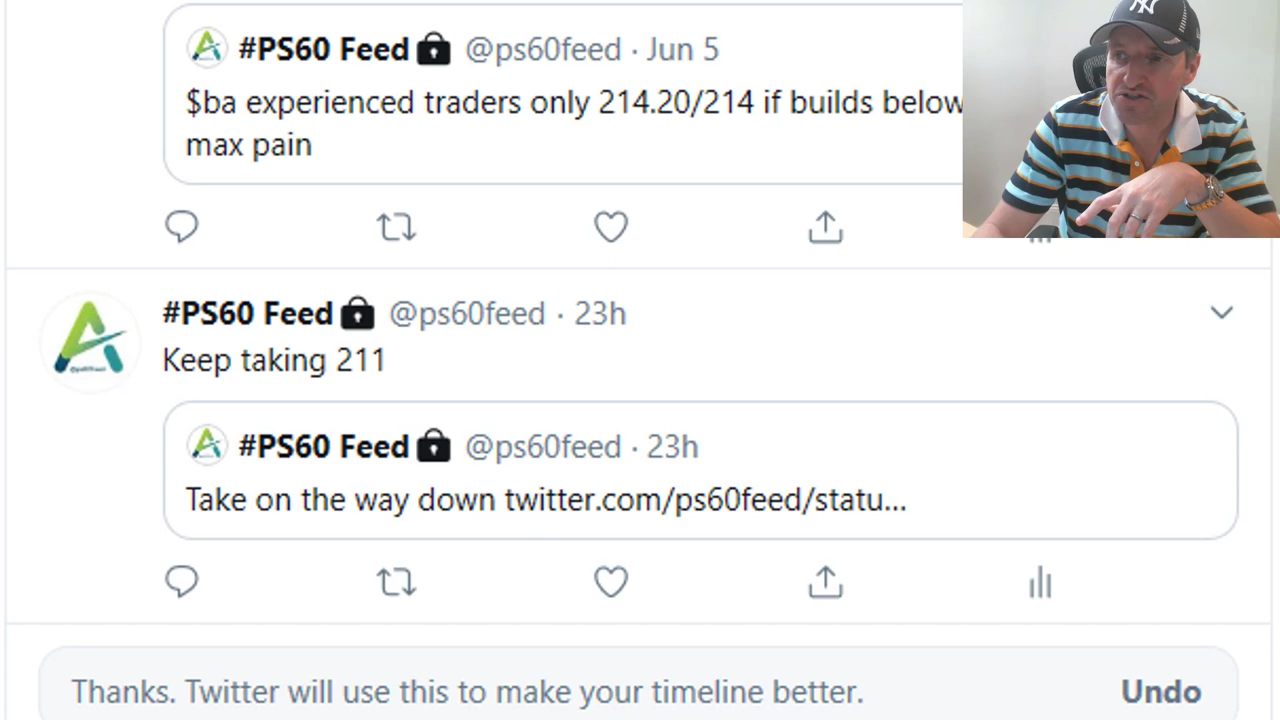 #PS60 Feed @ps60feed · Jun 5
$ba experienced traders only 214.20/214 if builds below
max pain
#PS60 Feed @ps60feed · 23h
Keep taking 211
#PS60 Feed @ps60feed · 23h
Take on the way down twitter.com/ps60feed/statu...
Thanks. Twitter will use this to make your timeline better. Undo